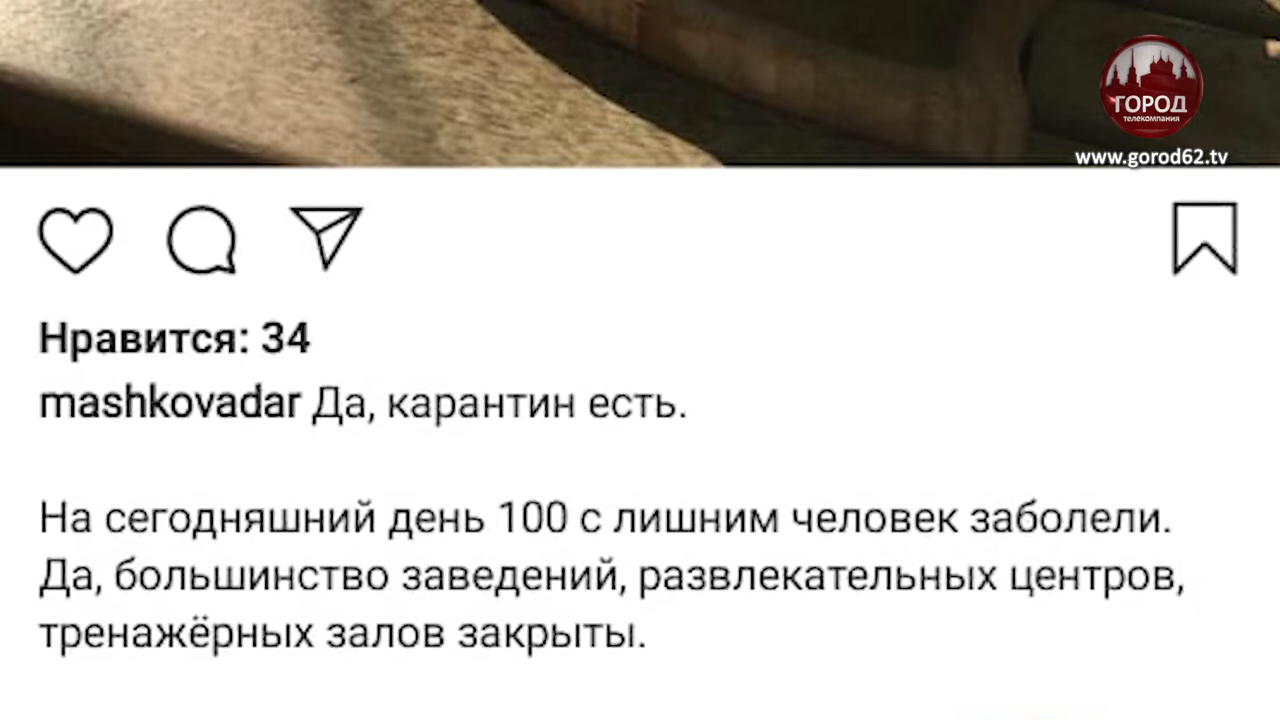 ГОРОД
телекомпания
www.gorod62.tv
Нравится: 34
mashkovadar Да, карантин есть.
На сегодняшний день 100 с лишним человек заболели.
Да, большинство заведений, развлекательных центров,
тренажёрных залов закрыты.